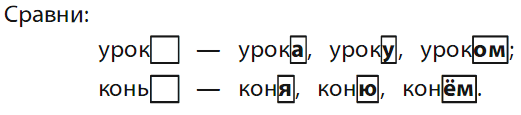 Сравни:
урок — урока, уроку, уроком;
конь — коня, коню, конём.